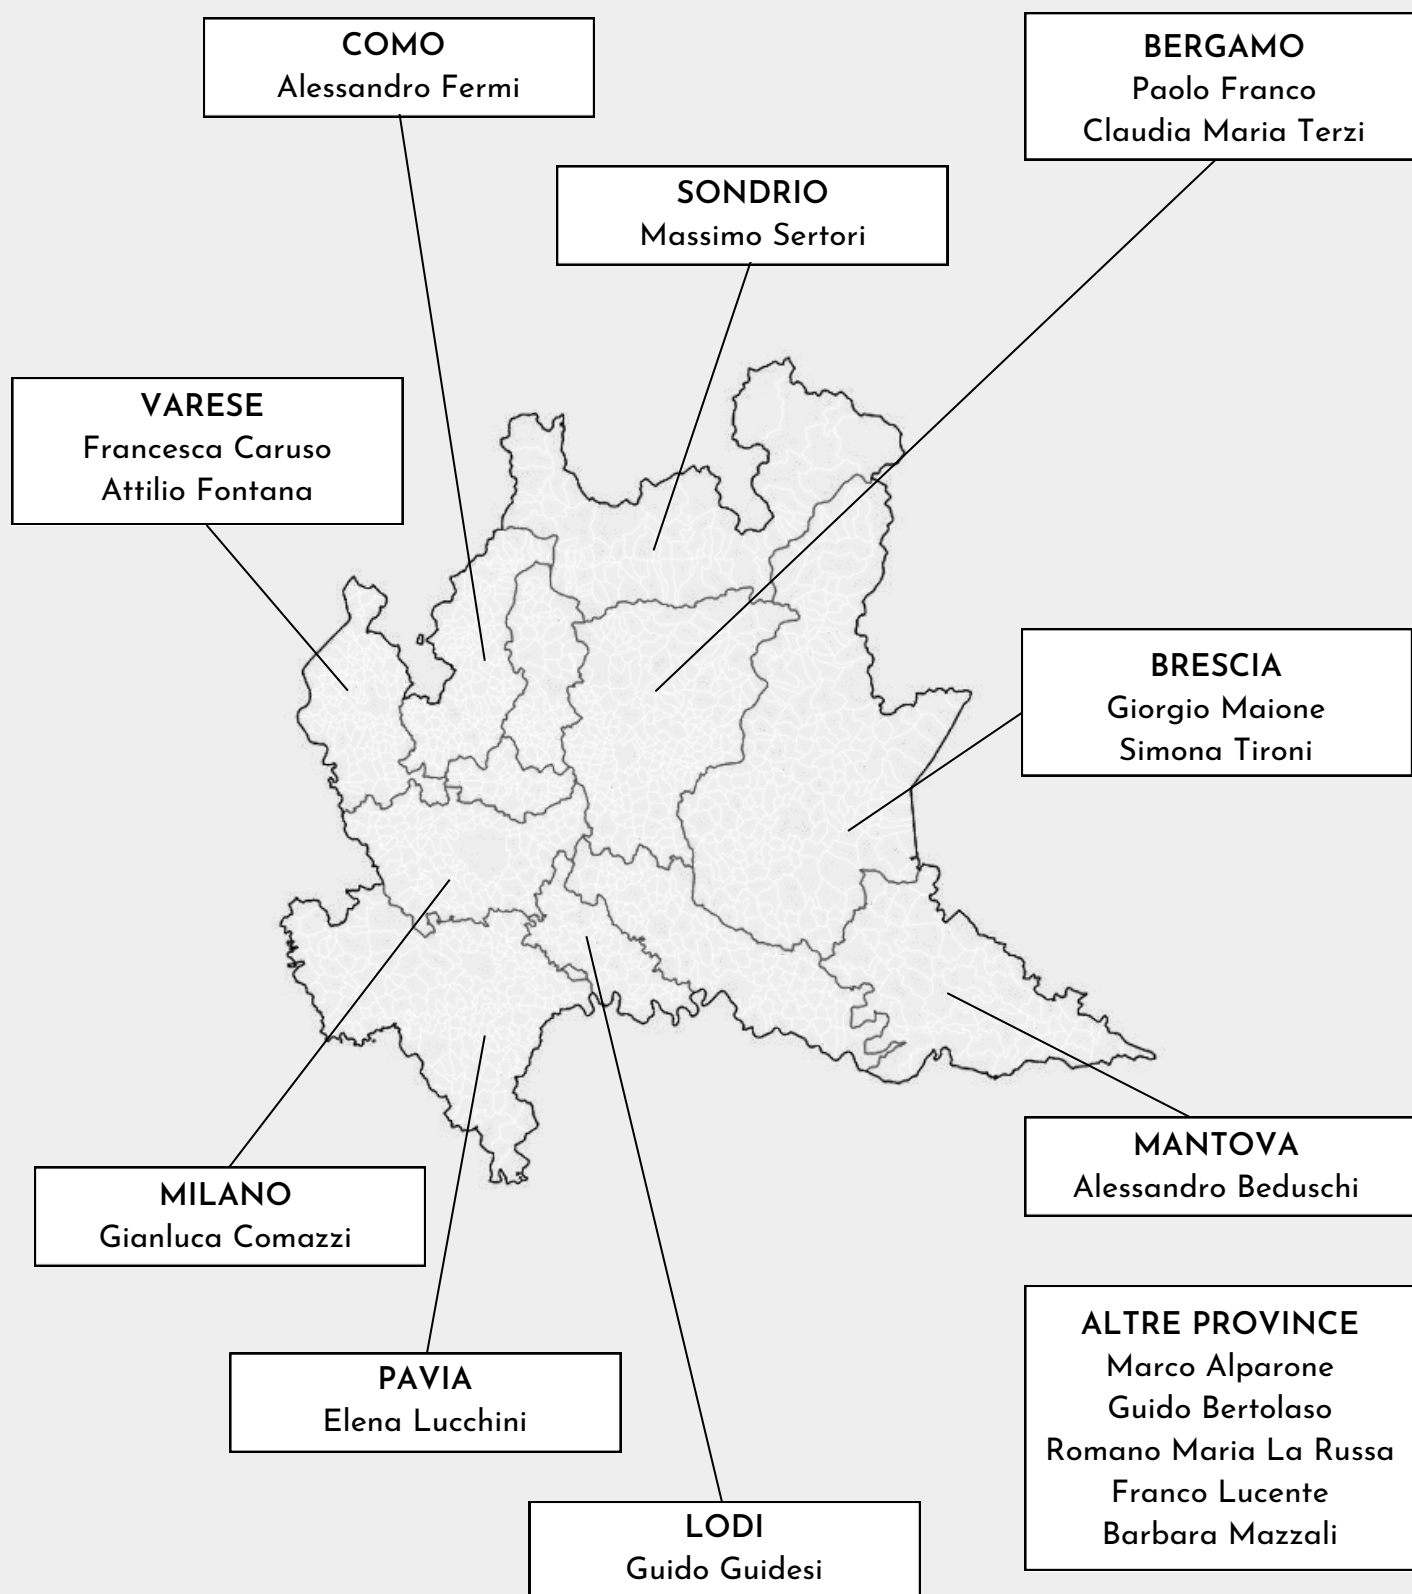 COMO
Alessandro Fermi
BERGAMO
Paolo Franco
Claudia Maria Terzi
SONDRIO
Massimo Sertori
VARESE
Francesca Caruso
Attilio Fontana
BRESCIA
Giorgio Maione
Simona Tironi
MANTOVA
Alessandro Beduschi
MILANO
Gianluca Comazzi
PAVIA
Elena Lucchini
LODI
Guido Guidesi
ALTRE PROVINCE
Marco Alparone
Guido Bertolaso
Romano Maria La Russa
Franco Lucente
Barbara Mazzali